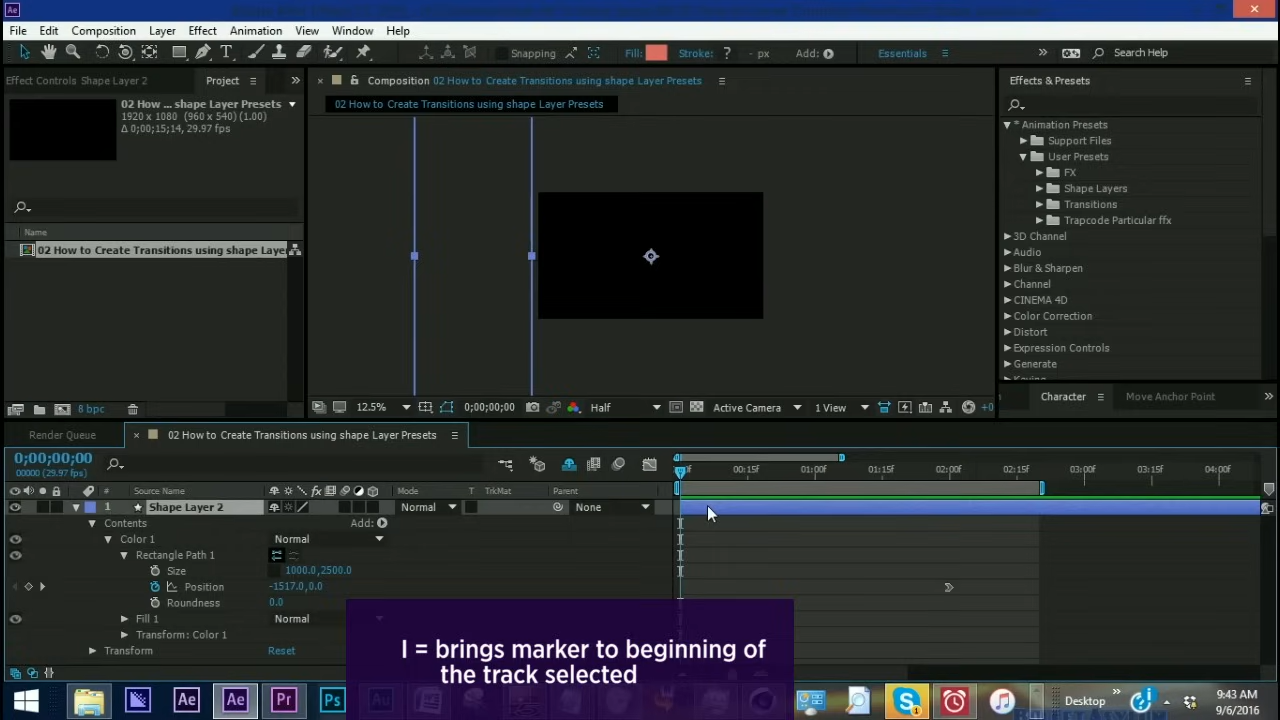 Ae
File Edit Composition Layer Effect Animation View Window Help
Snapping Fill: Stroke: ? - px Add: Essentials Search Help
Effect Controls Shape Layer 2 Project
02 How ... shape Layer Presets
1920 x 1080 (960 x 540) (1.00)
Δ 0;00;15;14, 29.97 fps
Name
02 How to Create Transitions using shape Laye
8 bpc
Composition 02 How to Create Transitions using shape Layer Presets
02 How to Create Transitions using shape Layer Presets
12.5% 0;00;00;00 Half Active Camera 1 View +0
Effects & Presets
* Animation Presets
Support Files
User Presets
FX
Shape Layers
Transitions
Trapcode Particular ffx
3D Channel
Audio
Blur & Sharpen
Channel
CINEMA 4D
Color Correction
Distort
Expression Controls
Generate
Keying
Character Move Anchor Point
Render Queue 02 How to Create Transitions using shape Layer Presets
0;00;00;00
00000 (29.97 fps)
00:15f 01:00f 01:15f 02:00f 02:15f 03:00f 03:15f 04:00f
# Source Name Mode T TrkMat Parent
1 Shape Layer 2 Normal None
Contents Add:
Color 1 Normal
Rectangle Path 1
Size 1000.0,2500.0
Position -1517.0,0.0
Roundness 0.0
Fill 1 Normal
Transform: Color 1
Transform Reset
I = brings marker to beginning of
the track selected
Ae Ae Pr Ps Au
Desktop
9:43 AM
9/6/2016